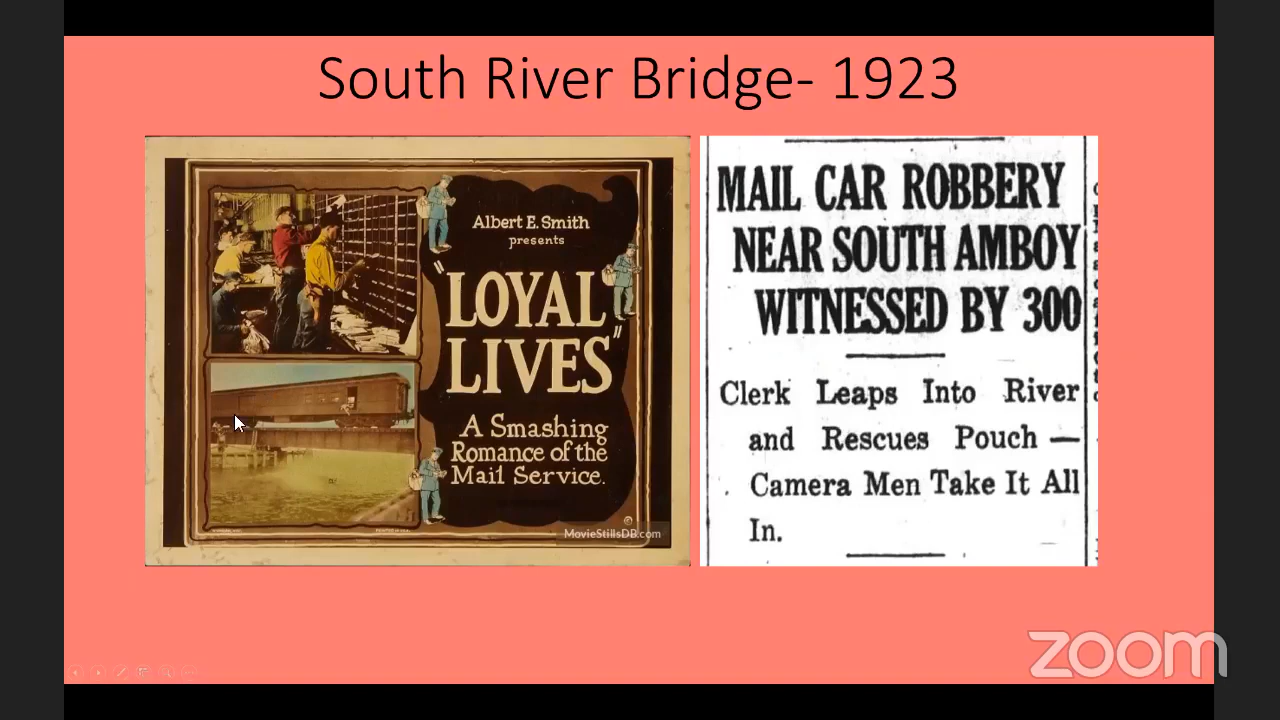 South River Bridge- 1923
Albert E. Smith
presents
"LOYAL
LIVES"
A Smashing
Romance of the
Mail Service.
©
MovieStillsDB.com
MAIL CAR ROBBERY
NEAR SOUTH AMBOY
WITNESSED BY 300
Clerk Leaps Into River
and Rescues Pouch —
Camera Men Take It All
In.
zoom